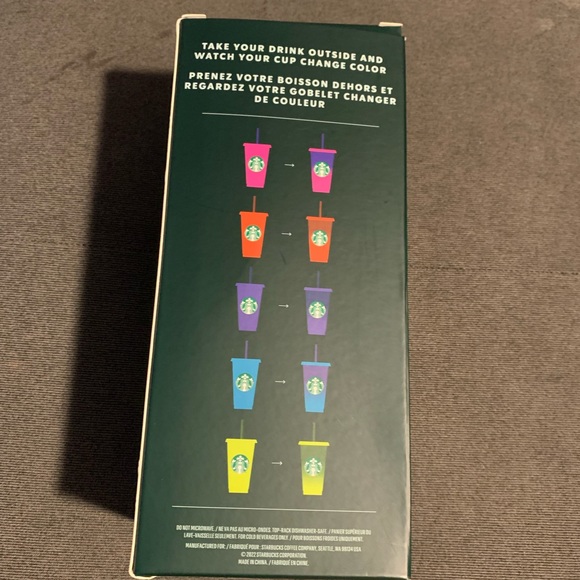 TAKE YOUR DRINK OUTSIDE AND
WATCH YOUR CUP CHANGE COLOR
PRENEZ VOTRE BOISSON DEHORS ET
REGARDEZ VOTRE GOBELET CHANGER
DE COULEUR
DO NOT MICROWAVE. / NE VA PAS AU MICRO-ONDES. TOP-RACK DISHWASHER-SAFE. / PANIER SUPÉRIEUR DU
LAVE-VAISSELLE SEULEMENT. FOR COLD BEVERAGES ONLY. / POUR BOISSONS FROIDES UNIQUEMENT.
MANUFACTURED FOR: / FABRIQUÉ POUR : STARBUCKS COFFEE COMPANY, SEATTLE, WA 98134 USA
© 2022 STARBUCKS CORPORATION.
MADE IN CHINA. / FABRIQUÉ EN CHINE.